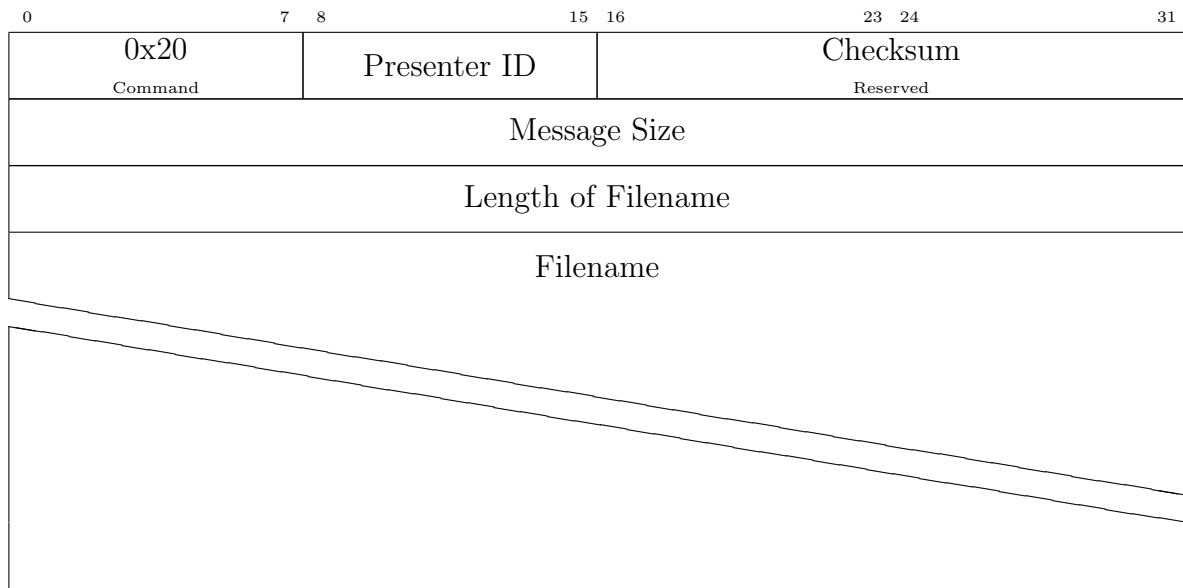 0 7 8 15 16 23 24 31
0x20 Presenter ID Checksum
Command Reserved
Message Size
Length of Filename
Filename